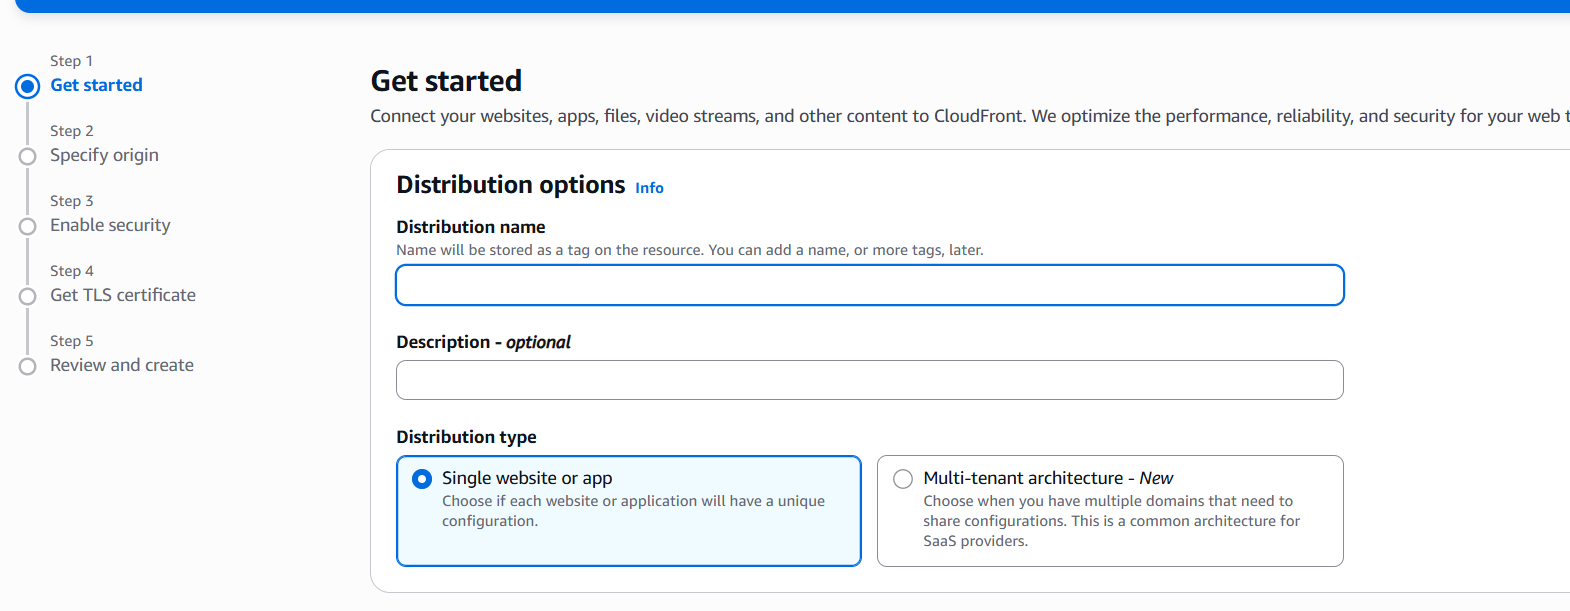 Step 1
Get started
Step 2
Specify origin
Step 3
Enable security
Step 4
Get TLS certificate
Step 5
Review and create
Get started
Connect your websites, apps, files, video streams, and other content to CloudFront. We optimize the performance, reliability, and security for your web
Distribution options Info
Distribution name
Name will be stored as a tag on the resource. You can add a name, or more tags, later.
Description - optional
Distribution type
Single website or app
Choose if each website or application will have a unique
configuration.
Multi-tenant architecture - New
Choose when you have multiple domains that need to
share configurations. This is a common architecture for
SaaS providers.